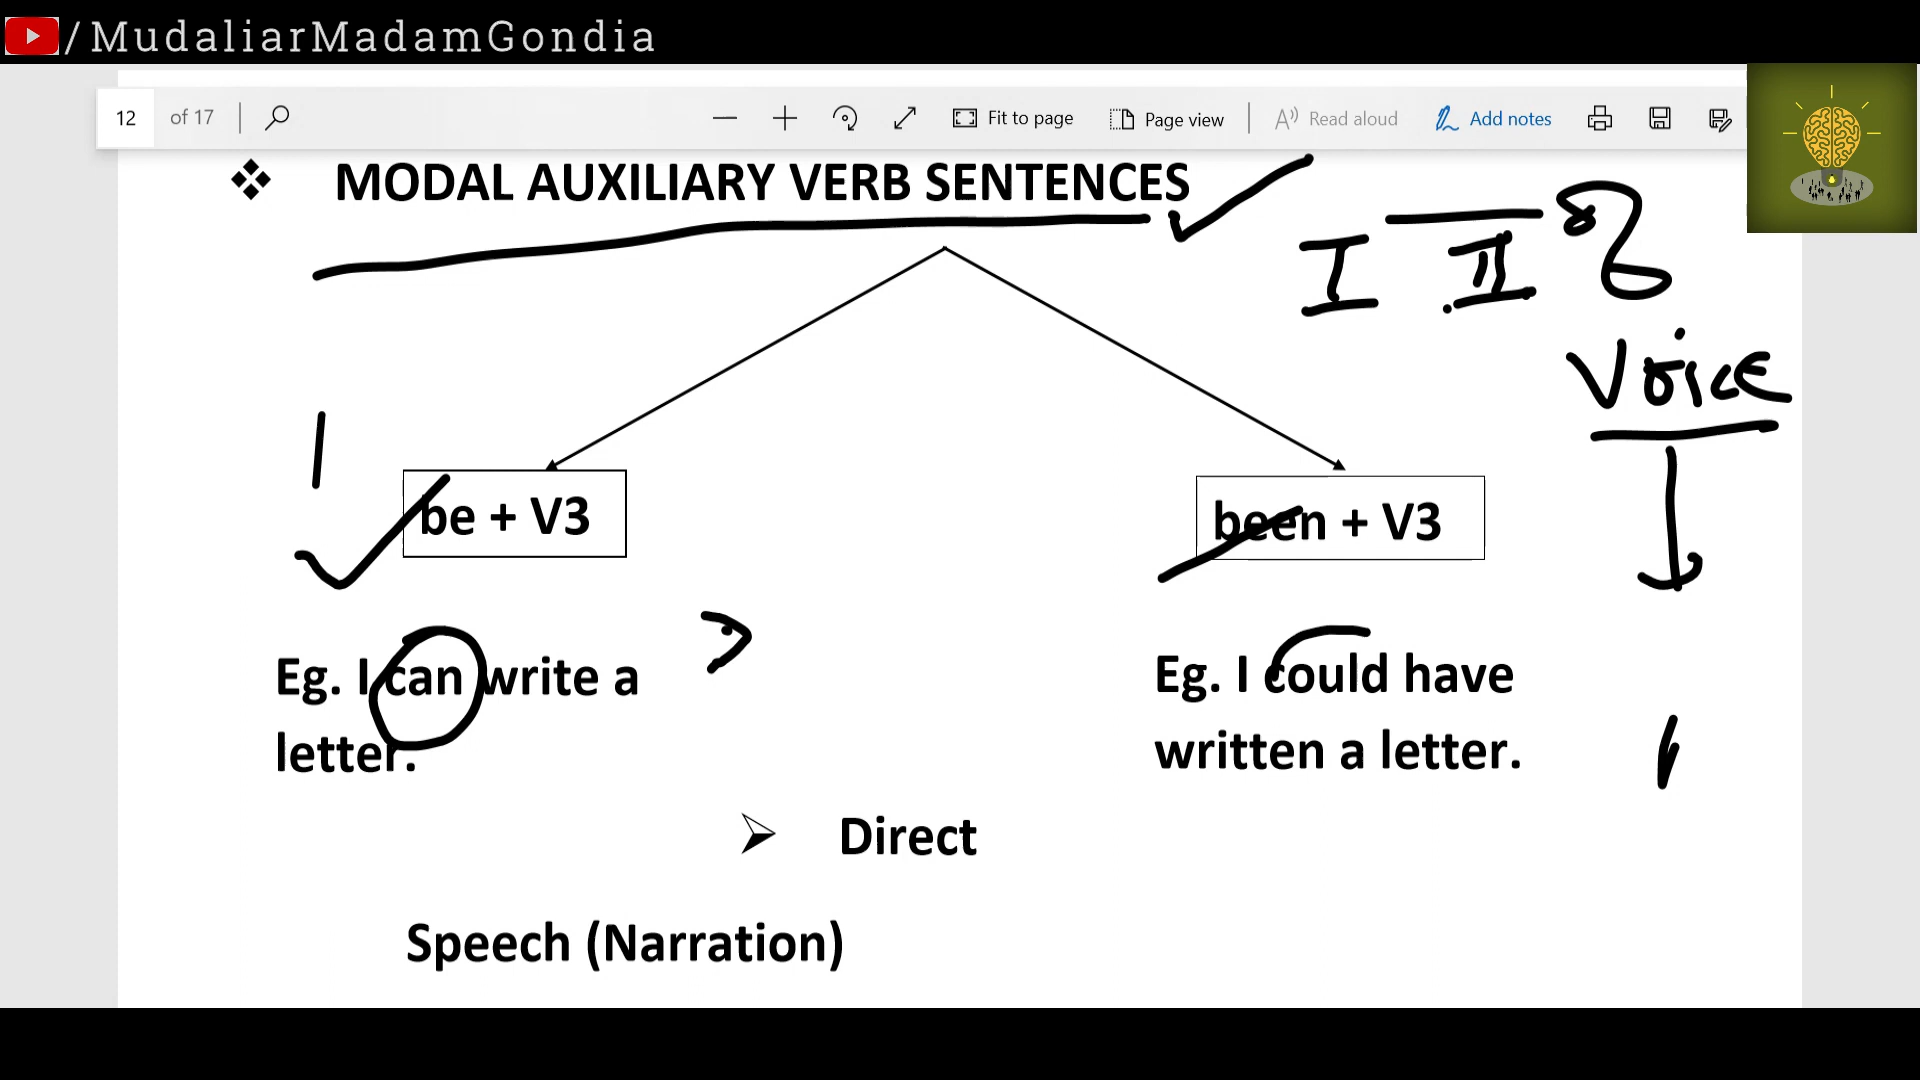 /MudaliarMadamGondia
12 of 17 Fit to page Page view Read aloud Add notes
MODAL AUXILIARY VERB SENTENCES
I II
Voice
1
be + V3
been + V3
Eg. I can write a
letter.
Eg. I could have
written a letter.
Direct
Speech (Narration)